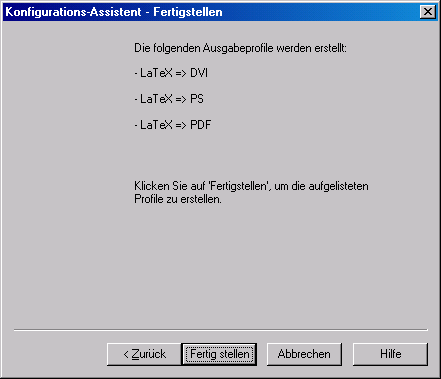 Konfigurations-Assistent - Fertigstellen
Die folgenden Ausgabeprofile werden erstellt:
- LaTeX => DVI
- LaTeX => PS
- LaTeX => PDF
Klicken Sie auf 'Fertigstellen', um die aufgelisteten
Profile zu erstellen.
< Zurück
Fertig stellen
Abbrechen
Hilfe